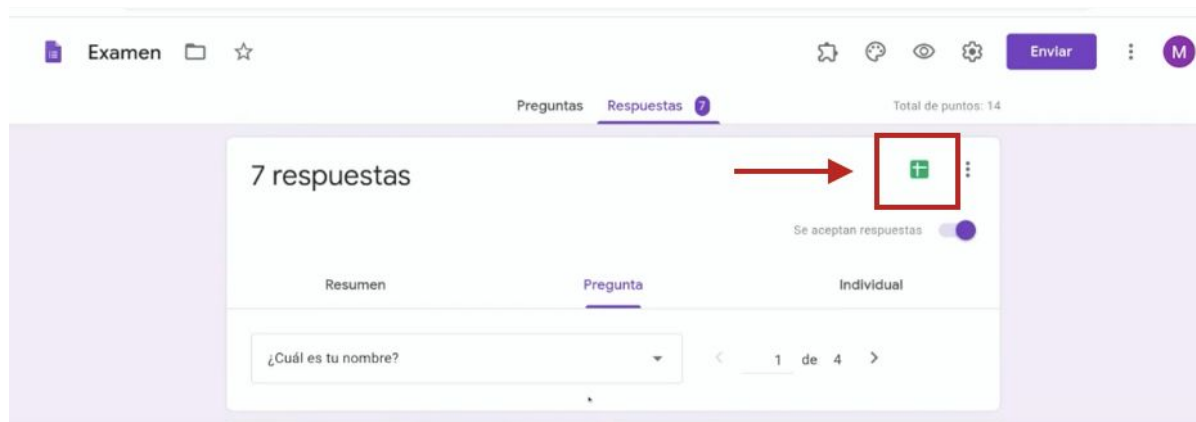 Examen
Enviar
M
Preguntas Respuestas 7
Total de puntos: 14
7 respuestas
Se aceptan respuestas
Resumen Pregunta Individual
¿Cuál es tu nombre?
1 de 4